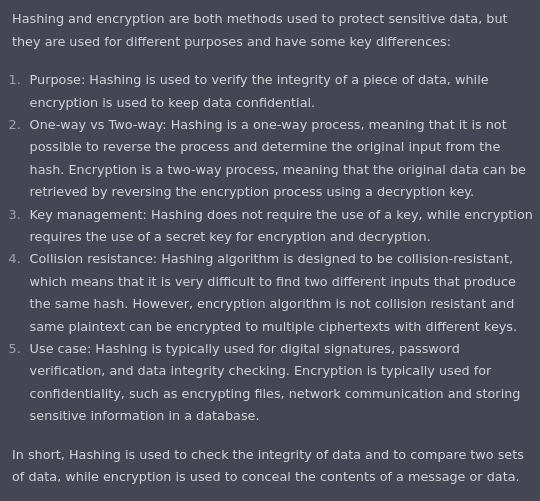 Hashing and encryption are both methods used to protect sensitive data, but
they are used for different purposes and have some key differences:
1. Purpose: Hashing is used to verify the integrity of a piece of data, while
encryption is used to keep data confidential.
2. One-way vs Two-way: Hashing is a one-way process, meaning that it is not
possible to reverse the process and determine the original input from the
hash. Encryption is a two-way process, meaning that the original data can be
retrieved by reversing the encryption process using a decryption key.
3. Key management: Hashing does not require the use of a key, while encryption
requires the use of a secret key for encryption and decryption.
4. Collision resistance: Hashing algorithm is designed to be collision-resistant,
which means that it is very difficult to find two different inputs that produce
the same hash. However, encryption algorithm is not collision resistant and
same plaintext can be encrypted to multiple ciphertexts with different keys.
5. Use case: Hashing is typically used for digital signatures, password
verification, and data integrity checking. Encryption is typically used for
confidentiality, such as encrypting files, network communication and storing
sensitive information in a database.
In short, Hashing is used to check the integrity of data and to compare two sets
of data, while encryption is used to conceal the contents of a message or data.